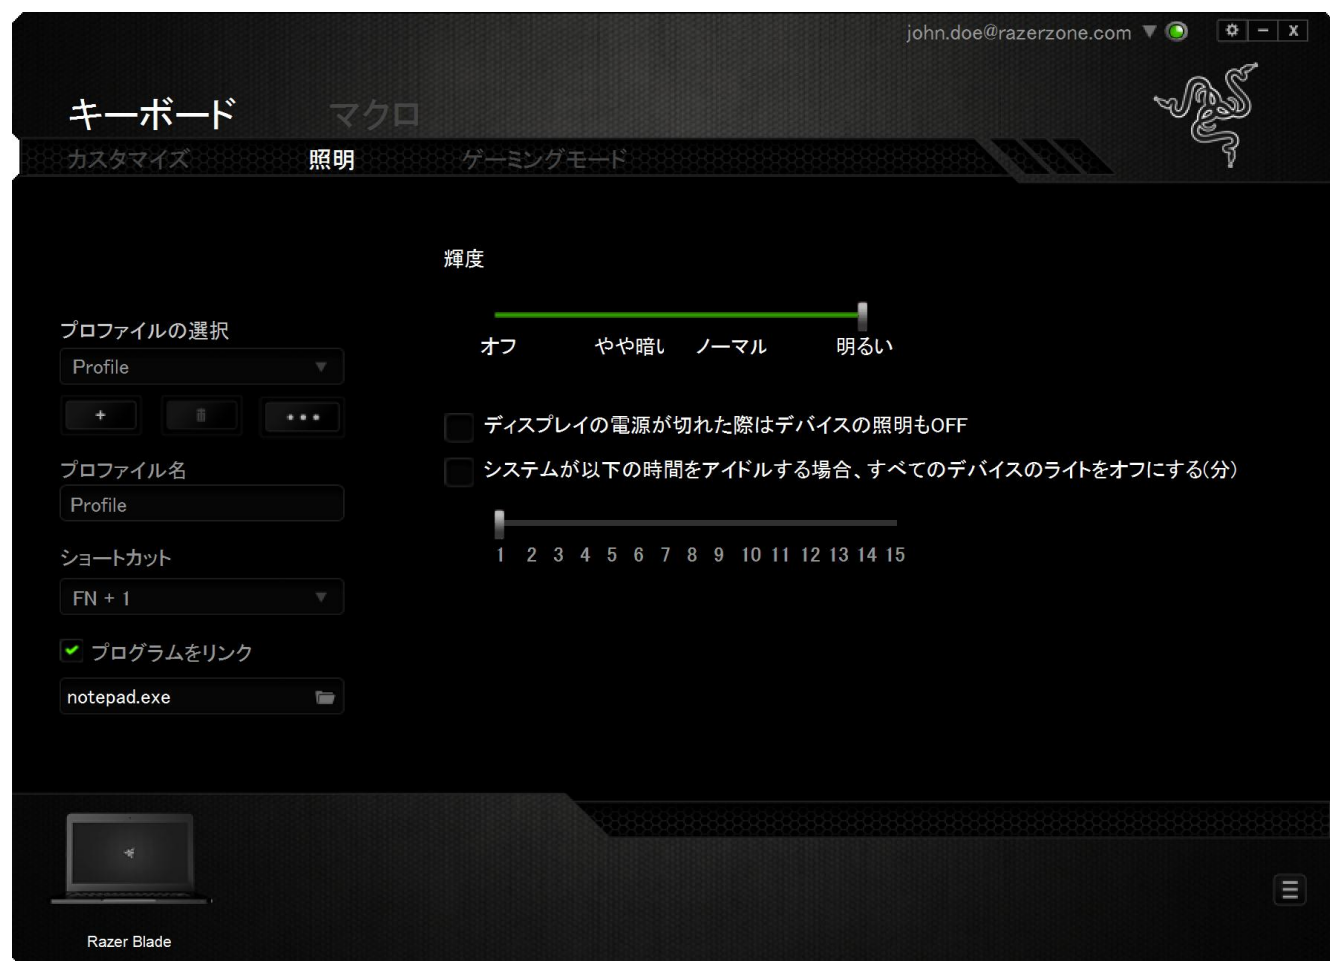 john.doe@razerzone.com
キーボード マクロ
カスタマイズ 照明 ゲーミングモード
輝度
オフ やや暗い ノーマル 明るい
プロファイルの選択
Profile
プロファイル名
Profile
ショートカット
FN + 1
プログラムをリンク
notepad.exe
ディスプレイの電源が切れた際はデバイスの照明もOFF
システムが以下の時間をアイドルする場合、すべてのデバイスのライトをオフにする(分)
1 2 3 4 5 6 7 8 9 10 11 12 13 14 15
Razer Blade